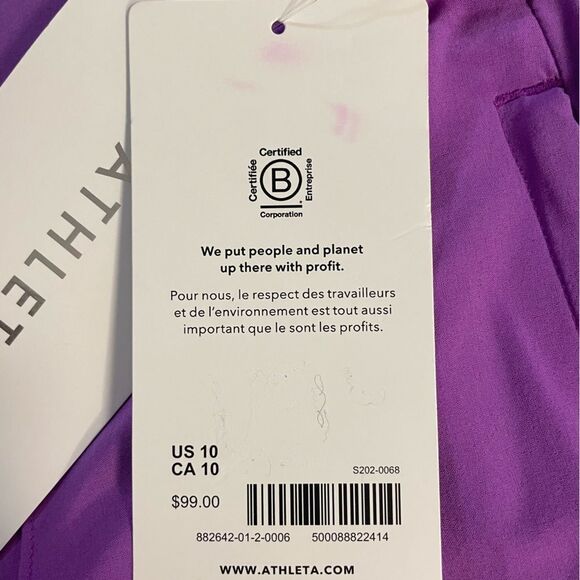 ATHLET
Certified
Certifiée
B
Entreprise
Corporation
We put people and planet
up there with profit.
Pour nous, le respect des travailleurs
et de l'environnement est tout aussi
important que le sont les profits.
US 10
CA 10
S202-0068
$99.00
882642-01-2-0006 500088822414
WWW.ATHLETA.COM